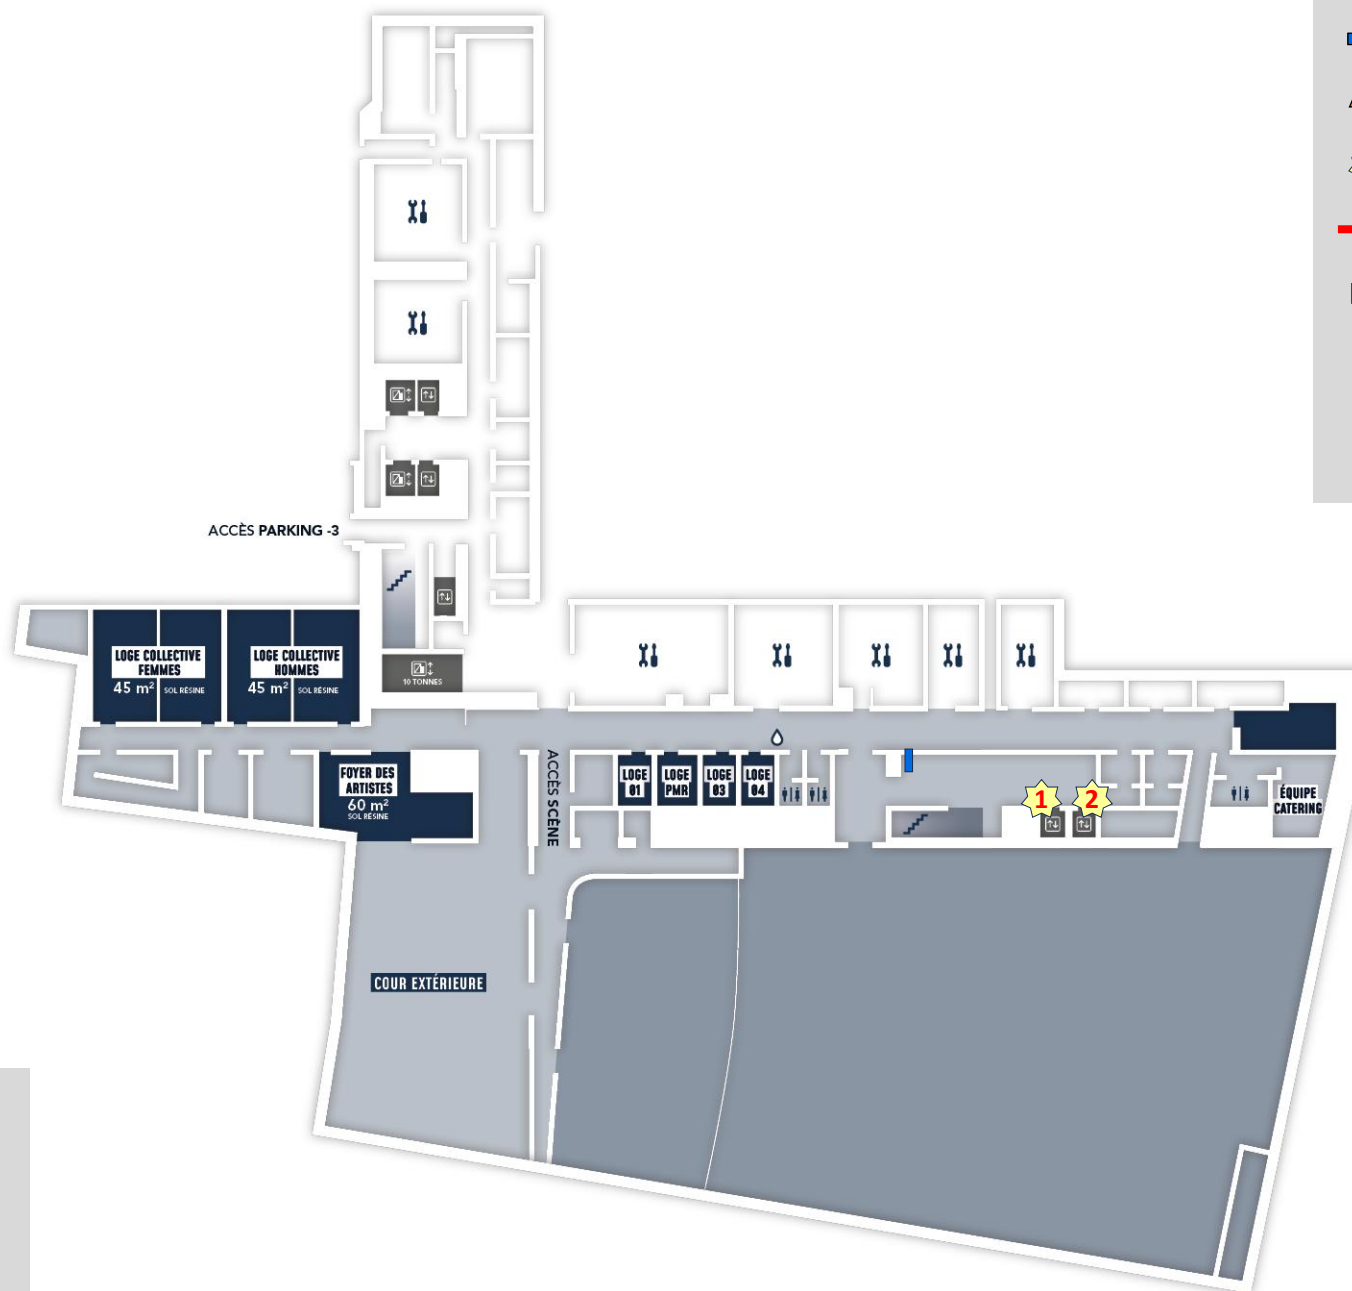 ACCÈS PARKING -3
LOGE COLLECTIVE
FEMMES
45 m² SOL RÉSINE
LOGE COLLECTIVE
HOMMES
45 m² SOL RÉSINE
10 TONNES
FOYER DES
ARTISTES
60 m²
SOL RÉSINE
ACCÈS SCÈNE
LOGE
01
LOGE
PMR
LOGE
03
LOGE
04
1
2
ÉQUIPE
CATERING
COUR EXTÉRIEURE